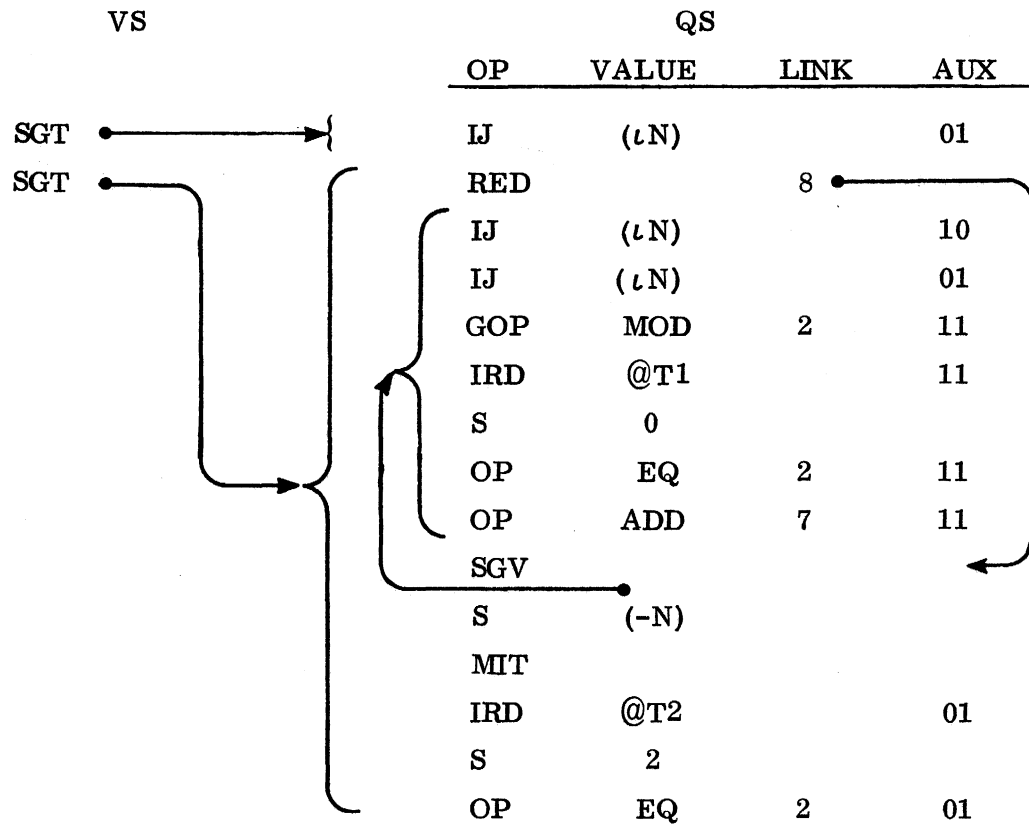 VS QS
OP VALUE LINK AUX
SGT IJ (ιN) 01
SGT RED 8
IJ (ιN) 10
IJ (ιN) 01
GOP MOD 2 11
IRD @T1 11
S 0
OP EQ 2 11
OP ADD 7 11
SGV
S (-N)
MIT
IRD @T2 01
S 2
OP EQ 2 01